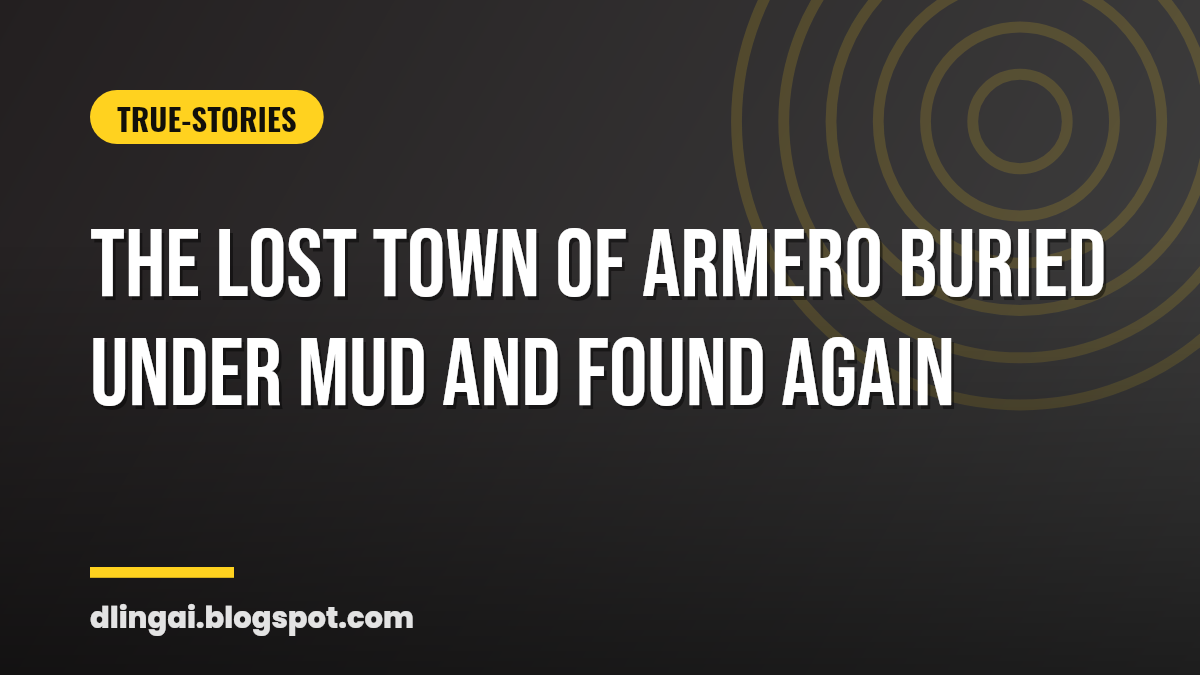 TRUE-STORIES
THE LOST TOWN OF ARMERO BURIED
UNDER MUD AND FOUND AGAIN
dlingai.blogspot.com